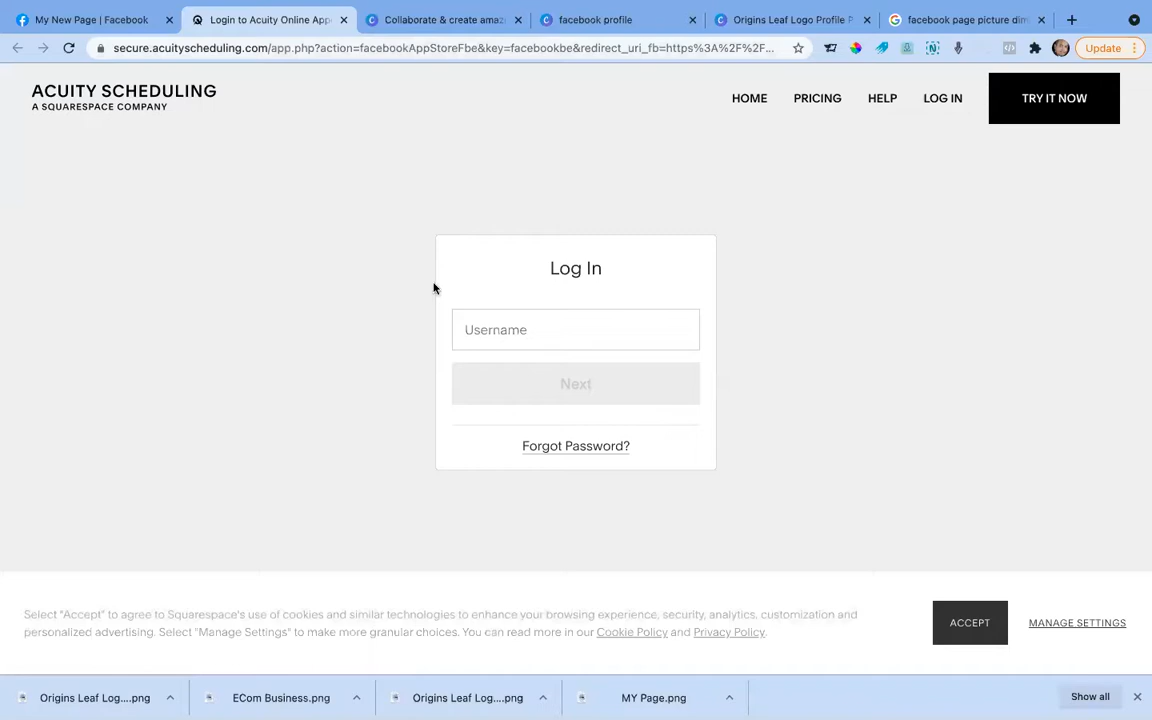 My New Page | Facebook
Login to Acuity Online App
Collaborate & create amaz
facebook profile
Origins Leaf Logo Profile P
facebook page picture dim
secure.acuityscheduling.com/app.php?action=facebookAppStoreFbe&key=facebookbe&redirect_uri_fb=https%3A%2F%2F...
Update
ACUITY SCHEDULING
A SQUARESPACE COMPANY
HOME
PRICING
HELP
LOG IN
TRY IT NOW
Log In
Username
Next
Forgot Password?
Select "Accept" to agree to Squarespace's use of cookies and similar technologies to enhance your browsing experience, security, analytics, customization and
personalized advertising. Select "Manage Settings" to make more granular choices. You can read more in our Cookie Policy and Privacy Policy.
ACCEPT
MANAGE SETTINGS
Origins Leaf Log....png
ECom Business.png
Origins Leaf Log....png
MY Page.png
Show all